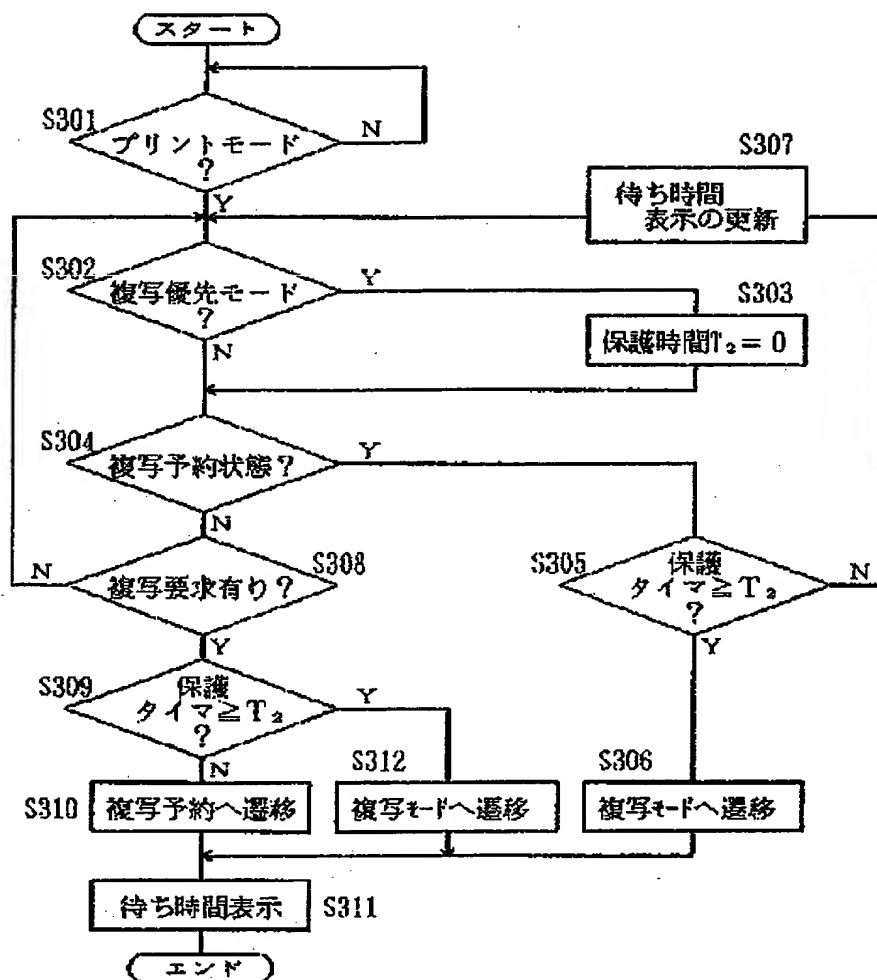 スタート
S301
プリントモード
?
N
Y
S307
待ち時間
表示の更新
S302
複写優先モード
?
Y
N
S303
保護時間T₂=0
S304
複写予約状態?
Y
N
S308
複写要求有り?
N
Y
S305
保護
タイマ≧T₂
?
N
Y
S309
保護
タイマ≧T₂
?
Y
N
S310
複写予約へ遷移
S312
複写モードへ遷移
S306
複写モードへ遷移
待ち時間表示
S311
エンド